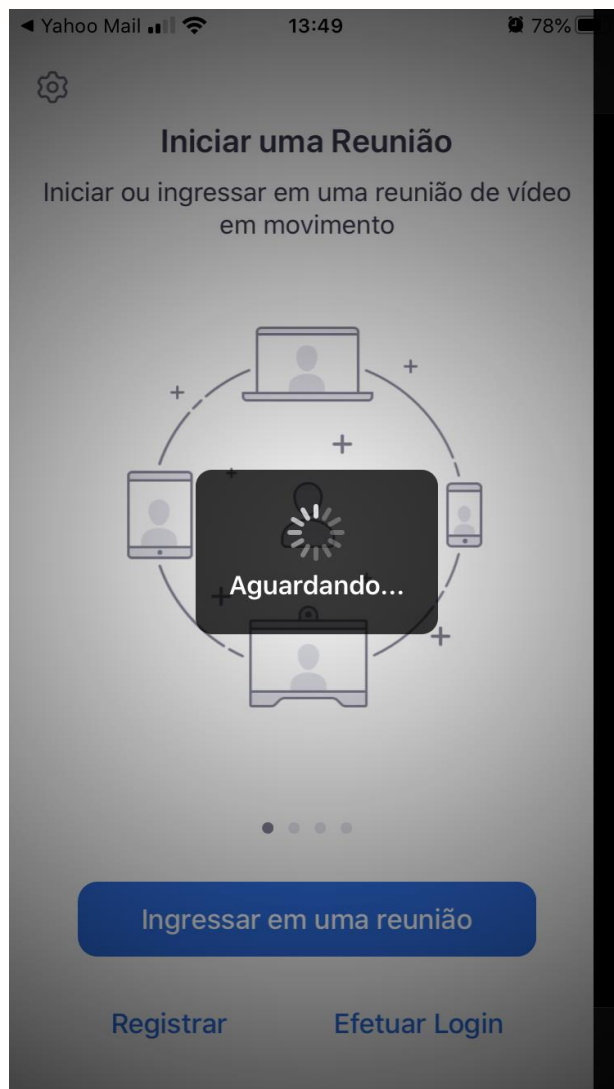 Yahoo Mail 13:49 78%
Iniciar uma Reunião
Iniciar ou ingressar em uma reunião de vídeo
em movimento
Aguardando...
Ingressar em uma reunião
Registrar Efetuar Login